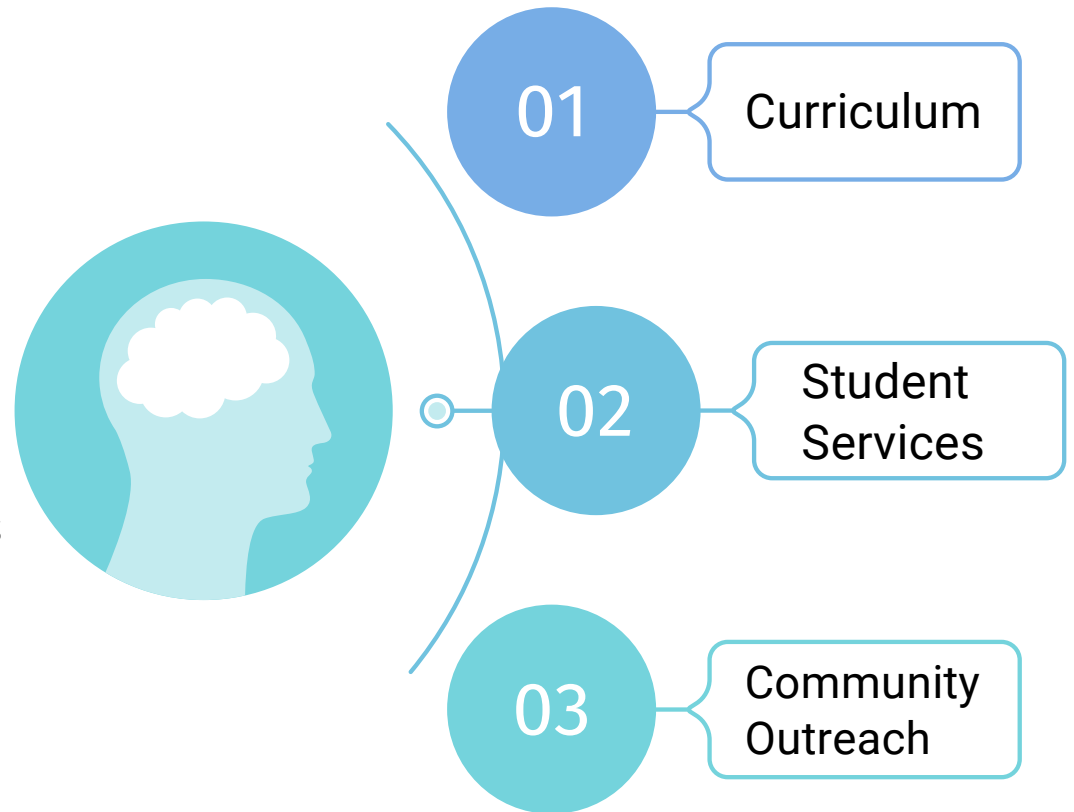 01
Curriculum
02
Student
Services
03
Community
Outreach